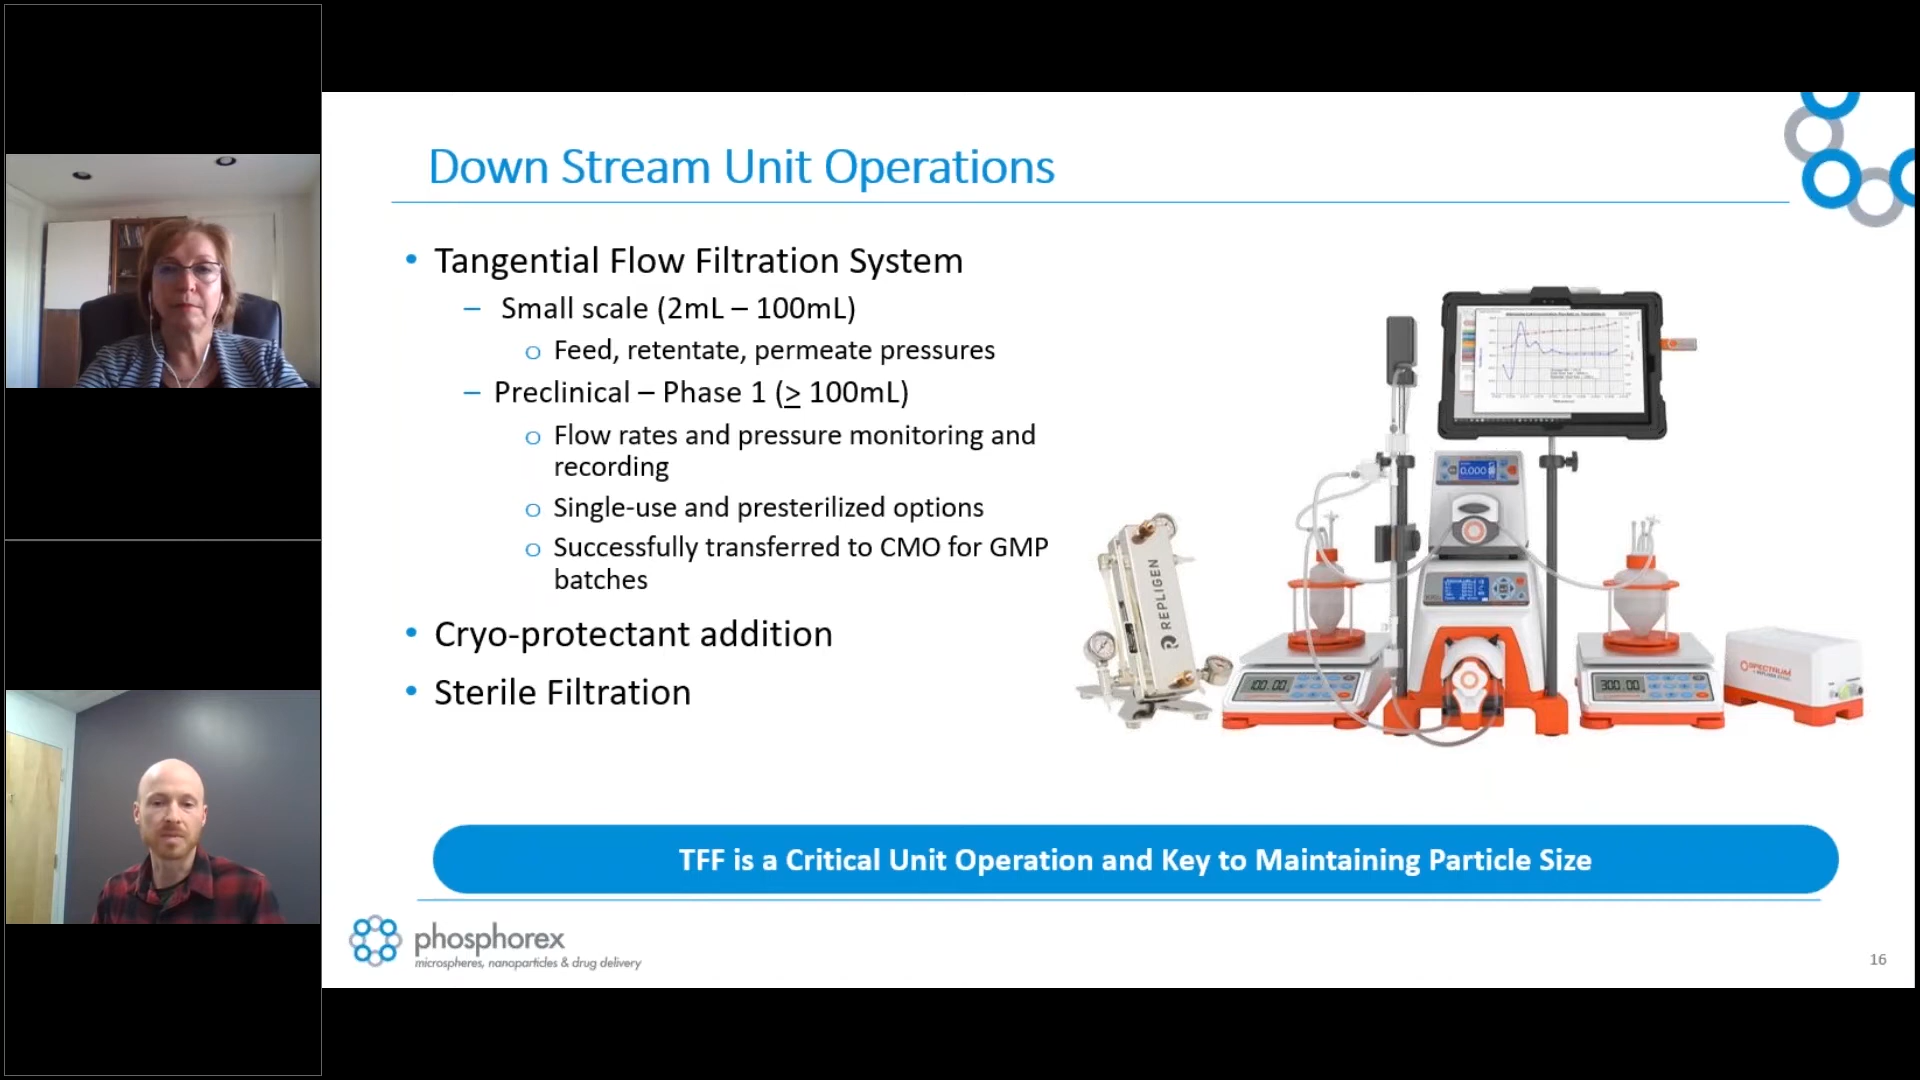 Down Stream Unit Operations
• Tangential Flow Filtration System
– Small scale (2mL – 100mL)
o Feed, retentate, permeate pressures
– Preclinical – Phase 1 (≥ 100mL)
o Flow rates and pressure monitoring and
recording
o Single-use and presterilized options
o Successfully transferred to CMO for GMP
batches
• Cryo-protectant addition
• Sterile Filtration
REPLIGEN
0.000
100.00
300.00
SPECTRUM
TFF is a Critical Unit Operation and Key to Maintaining Particle Size
phosphorex
microspheres, nanoparticles & drug delivery
16